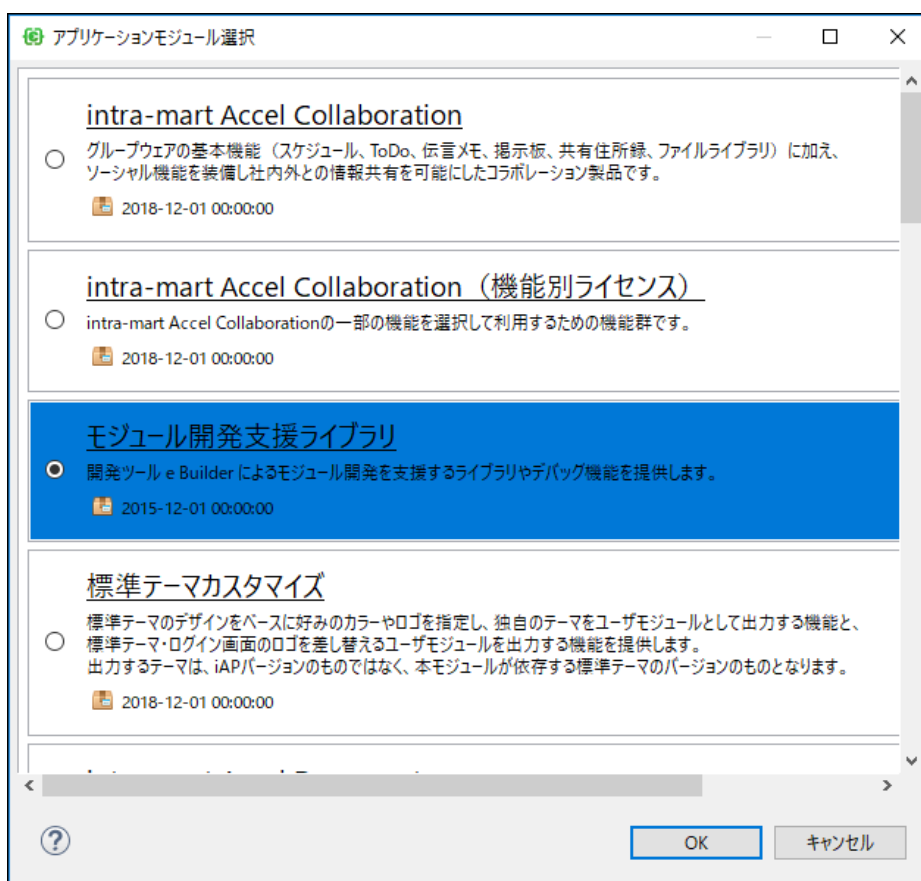 アプリケーションモジュール選択
intra-mart Accel Collaboration
グループウェアの基本機能（スケジュール、ToDo、伝言メモ、掲示板、共有住所録、ファイルライブラリ）に加え、
ソーシャル機能を装備し社内外との情報共有を可能にしたコラボレーション製品です。
2018-12-01 00:00:00
intra-mart Accel Collaboration（機能別ライセンス）
intra-mart Accel Collaborationの一部の機能を選択して利用するための機能群です。
2018-12-01 00:00:00
モジュール開発支援ライブラリ
開発ツール e Builder によるモジュール開発を支援するライブラリやデバッグ機能を提供します。
2015-12-01 00:00:00
標準テーマカスタマイズ
標準テーマのデザインをベースに好みのカラーやロゴを指定し、独自のテーマをユーザモジュールとして出力する機能と、
標準テーマ・ログイン画面のロゴを差し替えるユーザモジュールを出力する機能を提供します。
出力するテーマは、iAPバージョンのものではなく、本モジュールが依存する標準テーマのバージョンのものとなります。
2018-12-01 00:00:00
OK
キャンセル